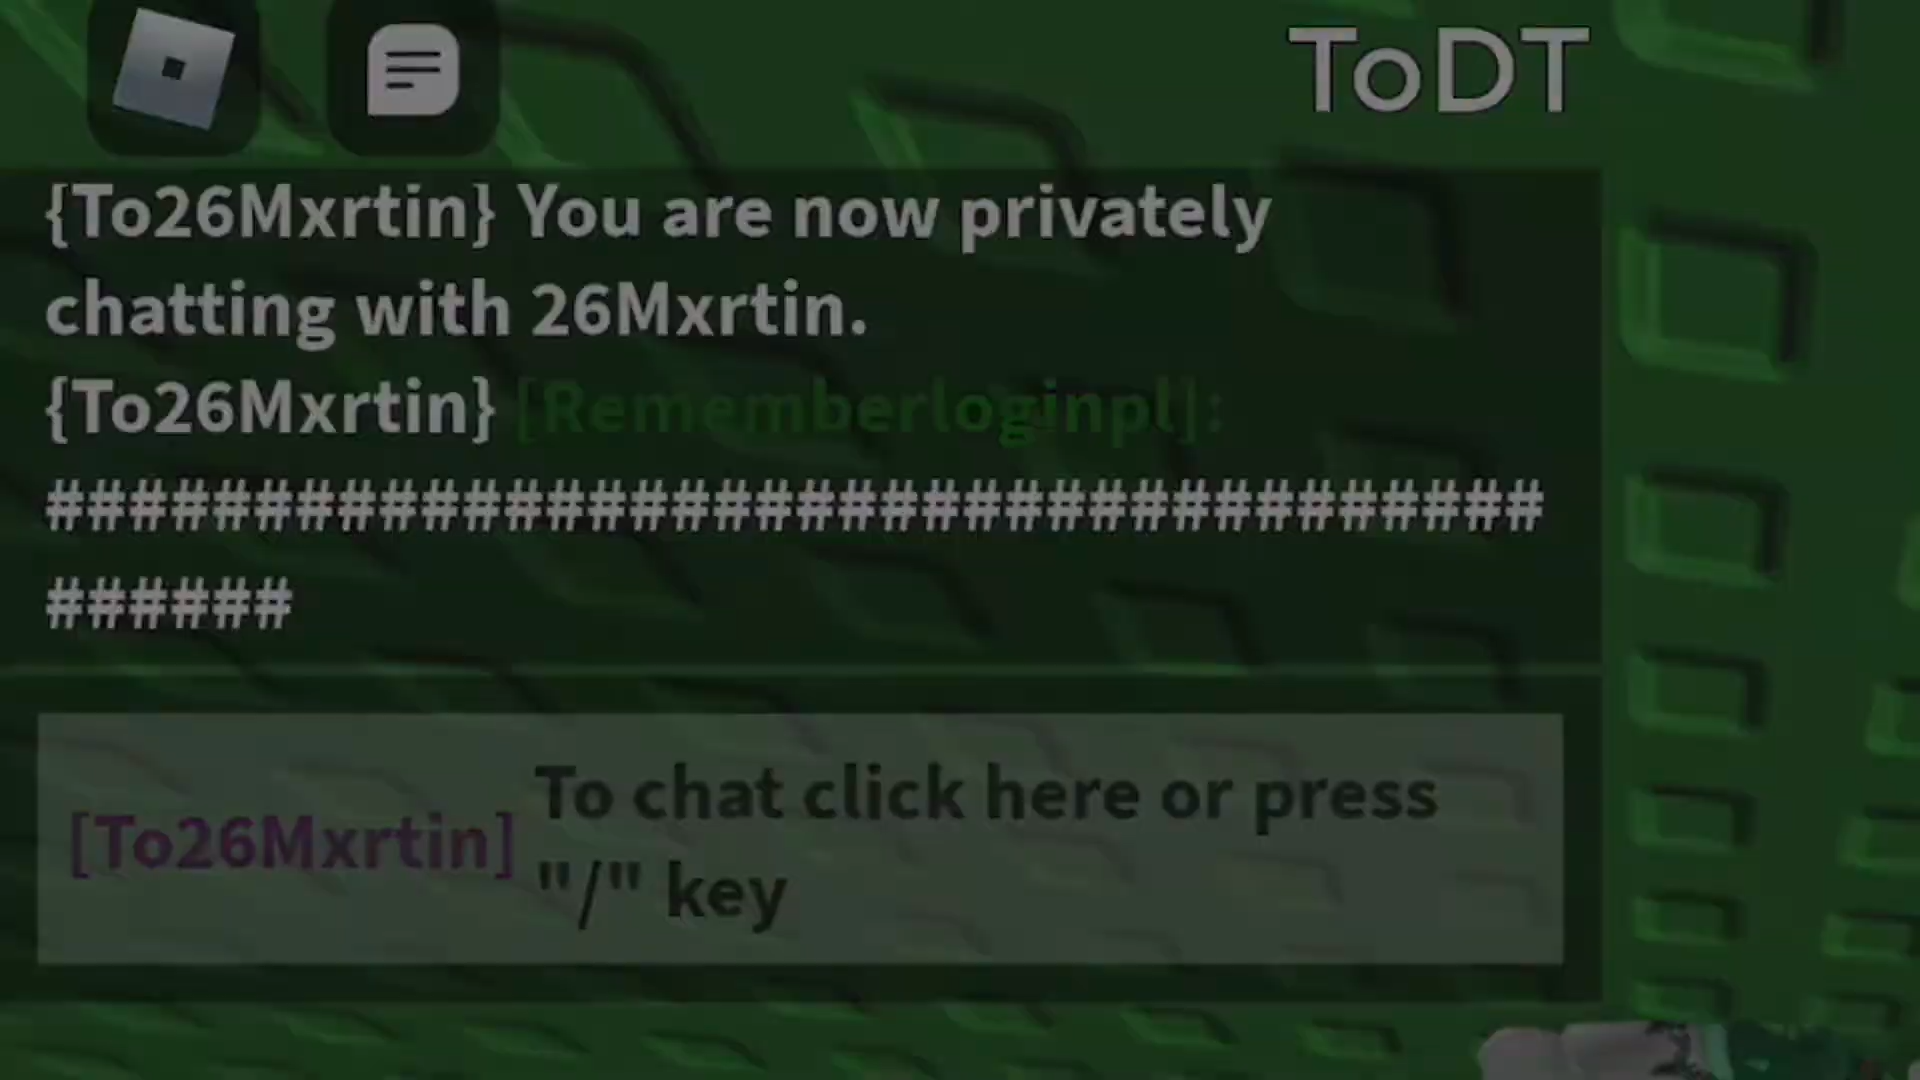 ToDT
{To26Mxrtin} You are now privately
chatting with 26Mxrtin.
{To26Mxrtin} [Rememberloginpl]:
####################################
######
[To26Mxrtin] To chat click here or press
"/" key